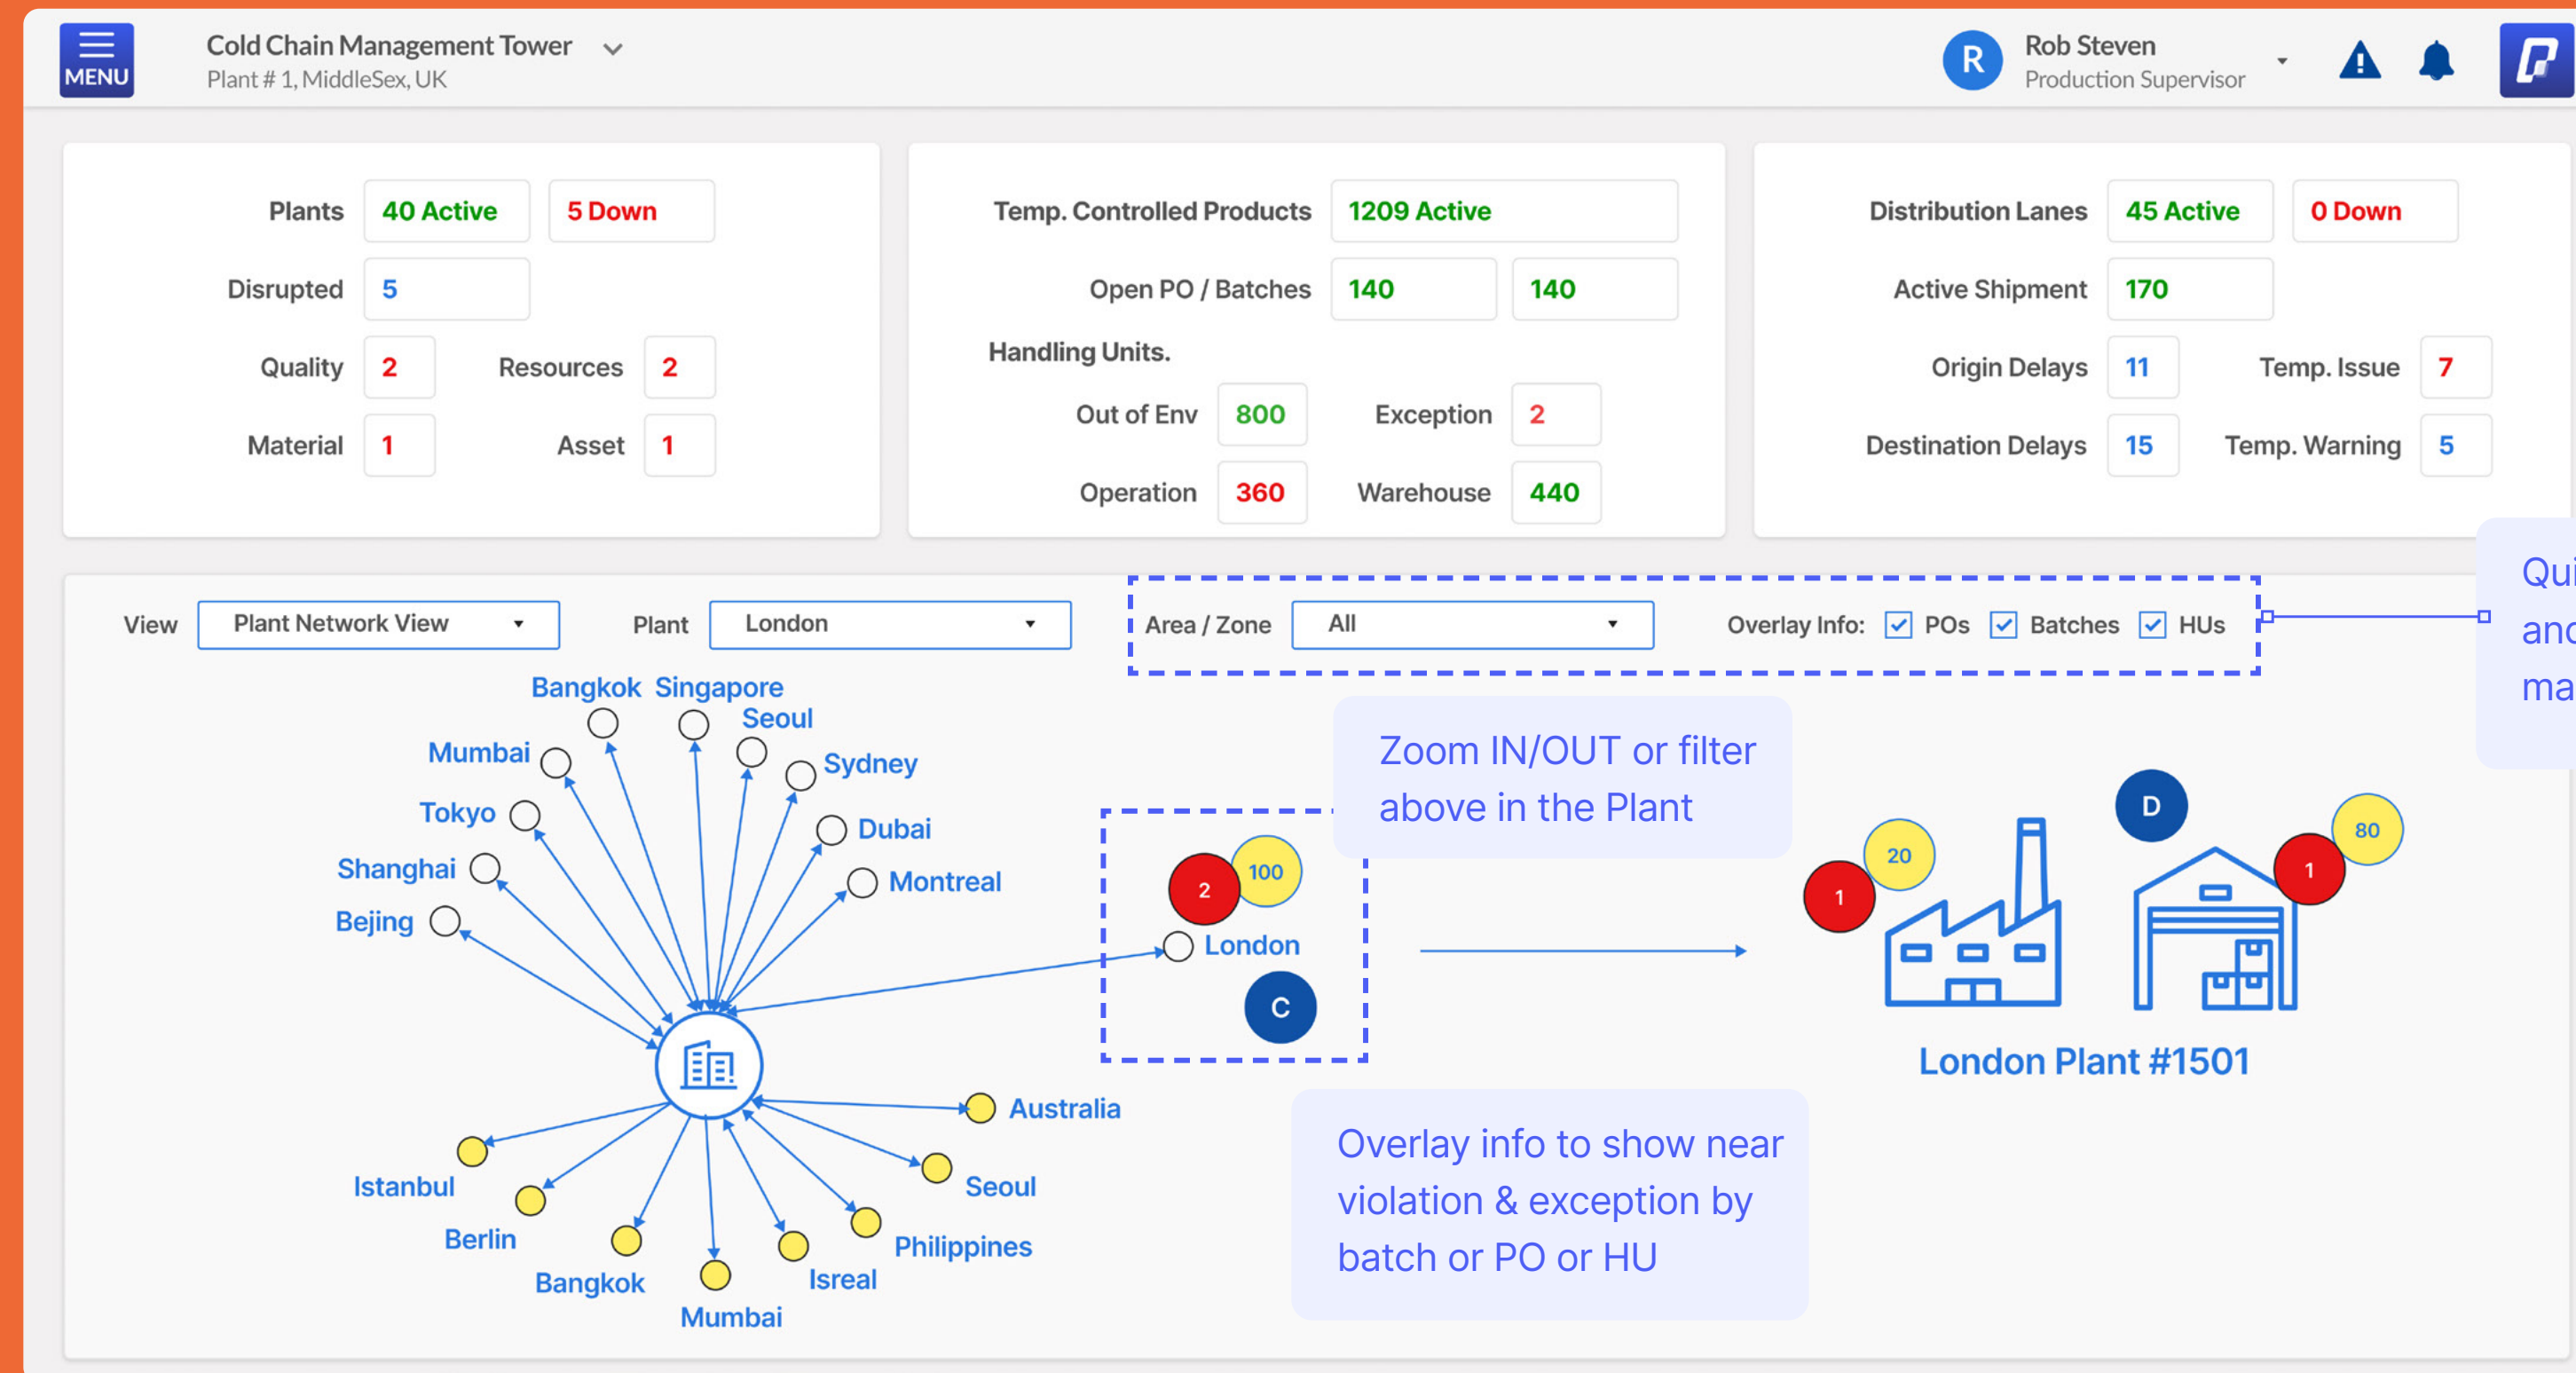 MENU
Cold Chain Management Tower
Plant # 1, MiddleSex, UK
R
Rob Steven
Production Supervisor
Plants 40 Active 5 Down
Disrupted 5
Quality 2 Resources 2
Material 1 Asset 1
Temp. Controlled Products 1209 Active
Open PO / Batches 140 140
Handling Units.
Out of Env 800 Exception 2
Operation 360 Warehouse 440
Distribution Lanes 45 Active 0 Down
Active Shipment 170
Origin Delays 11 Temp. Issue 7
Destination Delays 15 Temp. Warning 5
View Plant Network View Plant London Area / Zone All Overlay Info: POs Batches HUs
Bangkok Singapore
Seoul
Mumbai
Sydney
Tokyo
Dubai
Shanghai
Montreal
Bejing
Zoom IN/OUT or filter
above in the Plant
2 100
London
C
1 20
D
1 80
London Plant #1501
Australia
Istanbul
Seoul
Berlin
Philippines
Bangkok
Isreal
Mumbai
Overlay info to show near
violation & exception by
batch or PO or HU